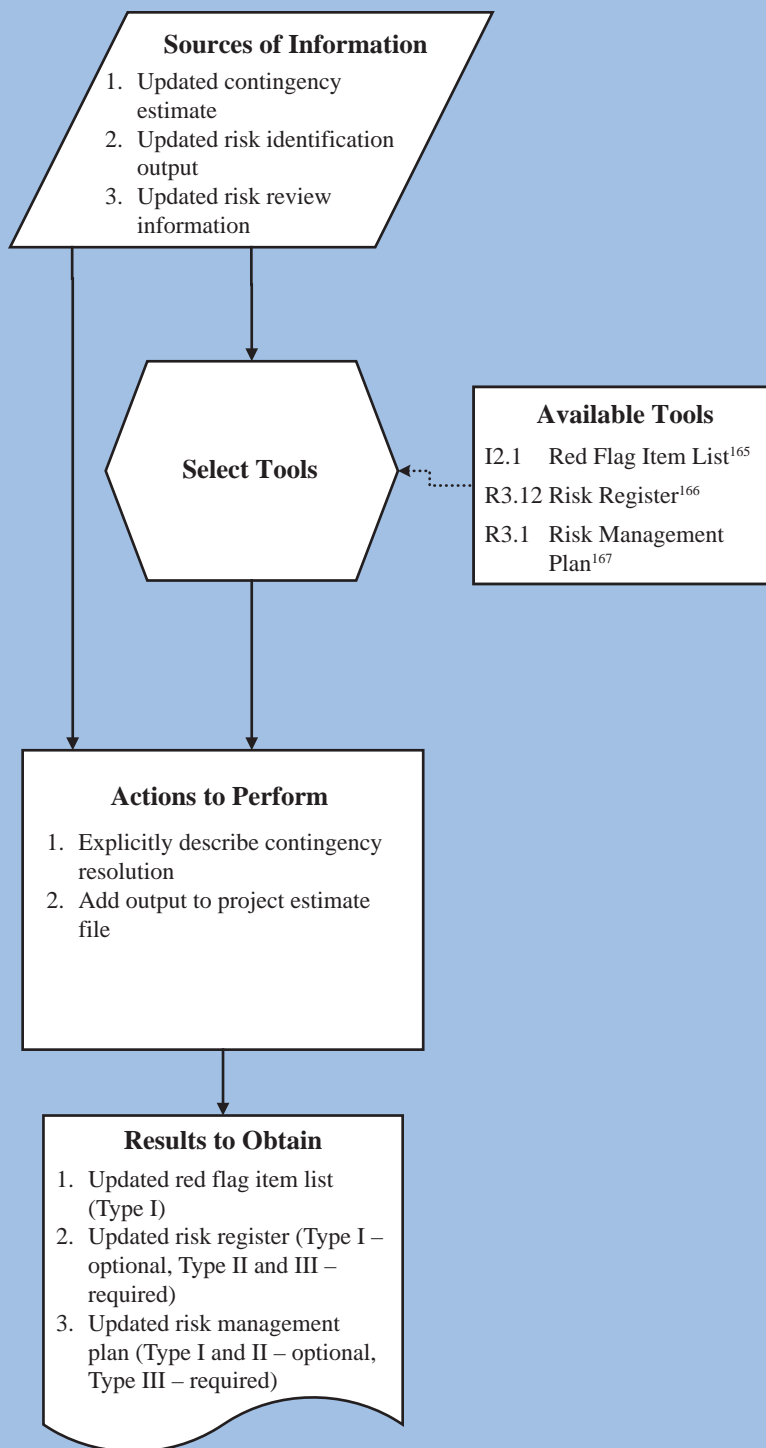 Sources of Information
1. Updated contingency
estimate
2. Updated risk identification
output
3. Updated risk review
information
Select Tools
Available Tools
I2.1 Red Flag Item List165
R3.12 Risk Register166
R3.1 Risk Management
Plan167
Actions to Perform
1. Explicitly describe contingency
resolution
2. Add output to project estimate
file
Results to Obtain
1. Updated red flag item list
(Type I)
2. Updated risk register (Type I –
optional, Type II and III –
required)
3. Updated risk management
plan (Type I and II – optional,
Type III – required)